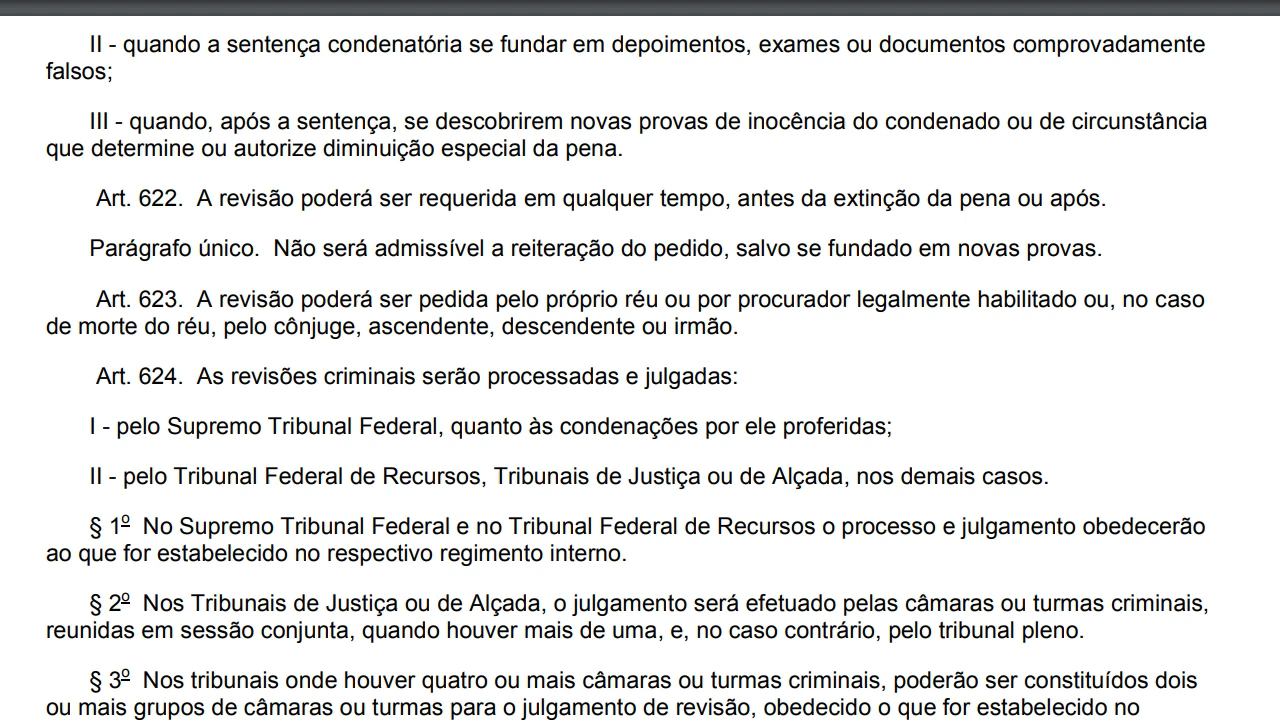 II - quando a sentença condenatória se fundar em depoimentos, exames ou documentos comprovadamente
falsos;
III - quando, após a sentença, se descobrirem novas provas de inocência do condenado ou de circunstância
que determine ou autorize diminuição especial da pena.
Art. 622.  A revisão poderá ser requerida em qualquer tempo, antes da extinção da pena ou após.
Parágrafo único.  Não será admissível a reiteração do pedido, salvo se fundado em novas provas.
Art. 623.  A revisão poderá ser pedida pelo próprio réu ou por procurador legalmente habilitado ou, no caso
de morte do réu, pelo cônjuge, ascendente, descendente ou irmão.
Art. 624.  As revisões criminais serão processadas e julgadas:
I - pelo Supremo Tribunal Federal, quanto às condenações por ele proferidas;
II - pelo Tribunal Federal de Recursos, Tribunais de Justiça ou de Alçada, nos demais casos.
§ 1º  No Supremo Tribunal Federal e no Tribunal Federal de Recursos o processo e julgamento obedecerão
ao que for estabelecido no respectivo regimento interno.
§ 2º  Nos Tribunais de Justiça ou de Alçada, o julgamento será efetuado pelas câmaras ou turmas criminais,
reunidas em sessão conjunta, quando houver mais de uma, e, no caso contrário, pelo tribunal pleno.
§ 3º  Nos tribunais onde houver quatro ou mais câmaras ou turmas criminais, poderão ser constituídos dois
ou mais grupos de câmaras ou turmas para o julgamento de revisão, obedecido o que for estabelecido no